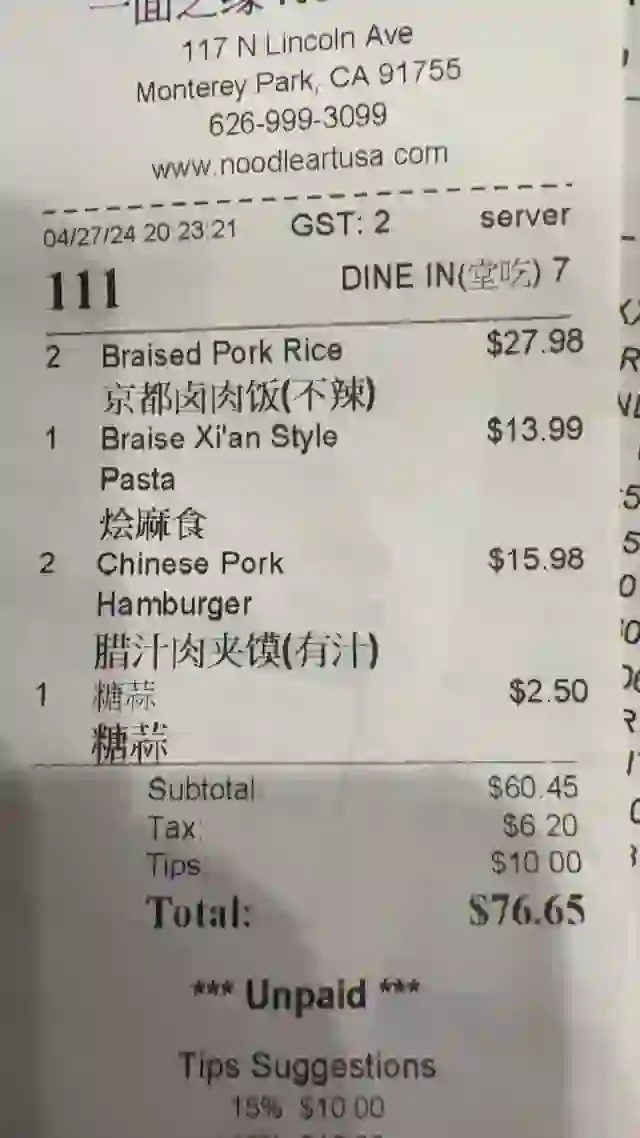 一面之缘
117 N Lincoln Ave
Monterey Park, CA 91755
626-999-3099
www.noodleartusa.com
04/27/24 20:23:21 GST: 2 server
111 DINE IN(堂吃) 7
2 Braised Pork Rice $27.98
京都卤肉饭(不辣)
1 Braise Xi'an Style $13.99
Pasta
烩麻食
2 Chinese Pork $15.98
Hamburger
腊汁肉夹馍(有汁)
1 糖蒜 $2.50
糖蒜
Subtotal $60.45
Tax: $6.20
Tips $10.00
Total: $76.65
*** Unpaid ***
Tips Suggestions
15% $10.00